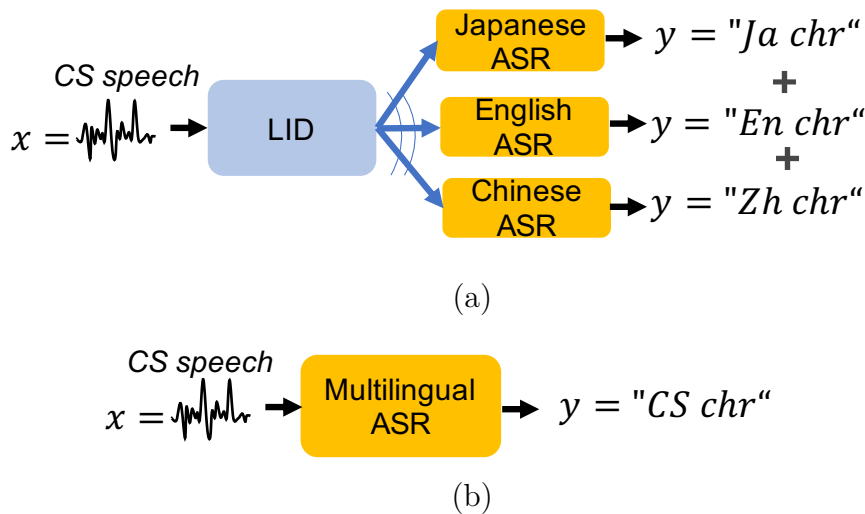 CS speech
x =
LID
Japanese
ASR
y = "Ja chr“
+
English
ASR
y = "En chr“
+
Chinese
ASR
y = "Zh chr“
(a)
CS speech
x =
Multilingual
ASR
y = "CS chr“
(b)